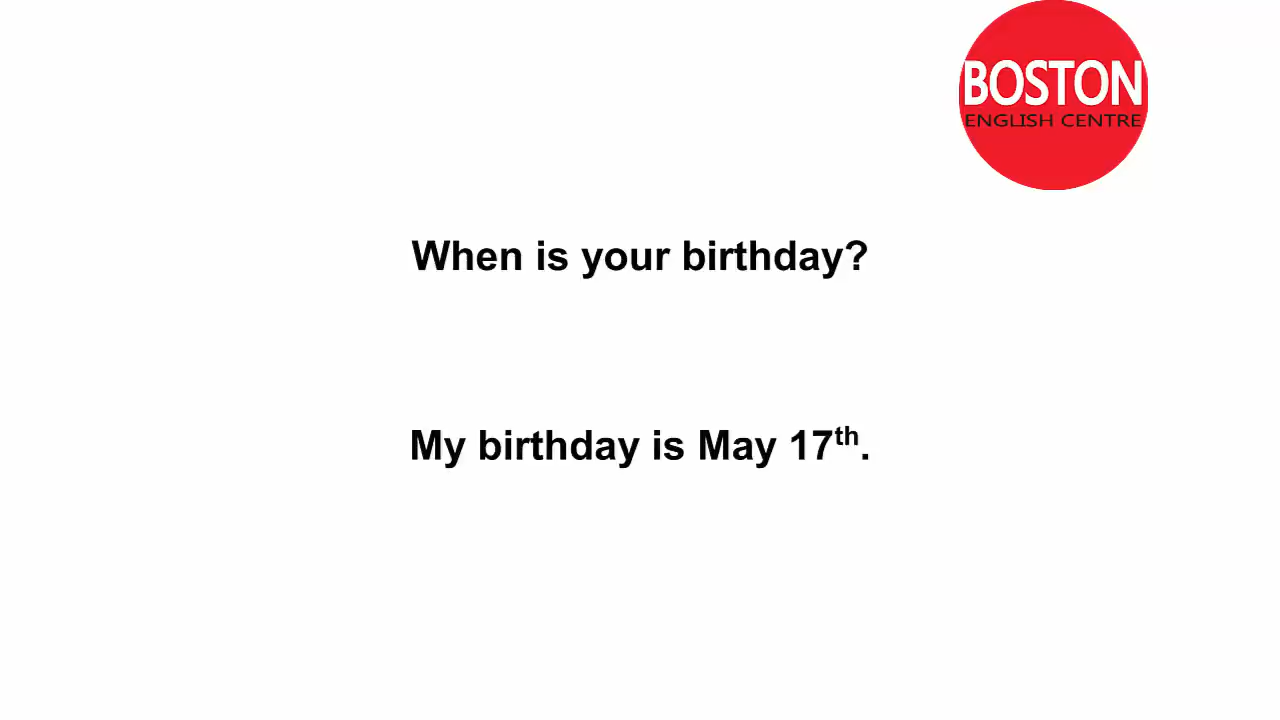 BOSTON
ENGLISH CENTRE
When is your birthday?
My birthday is May 17th.